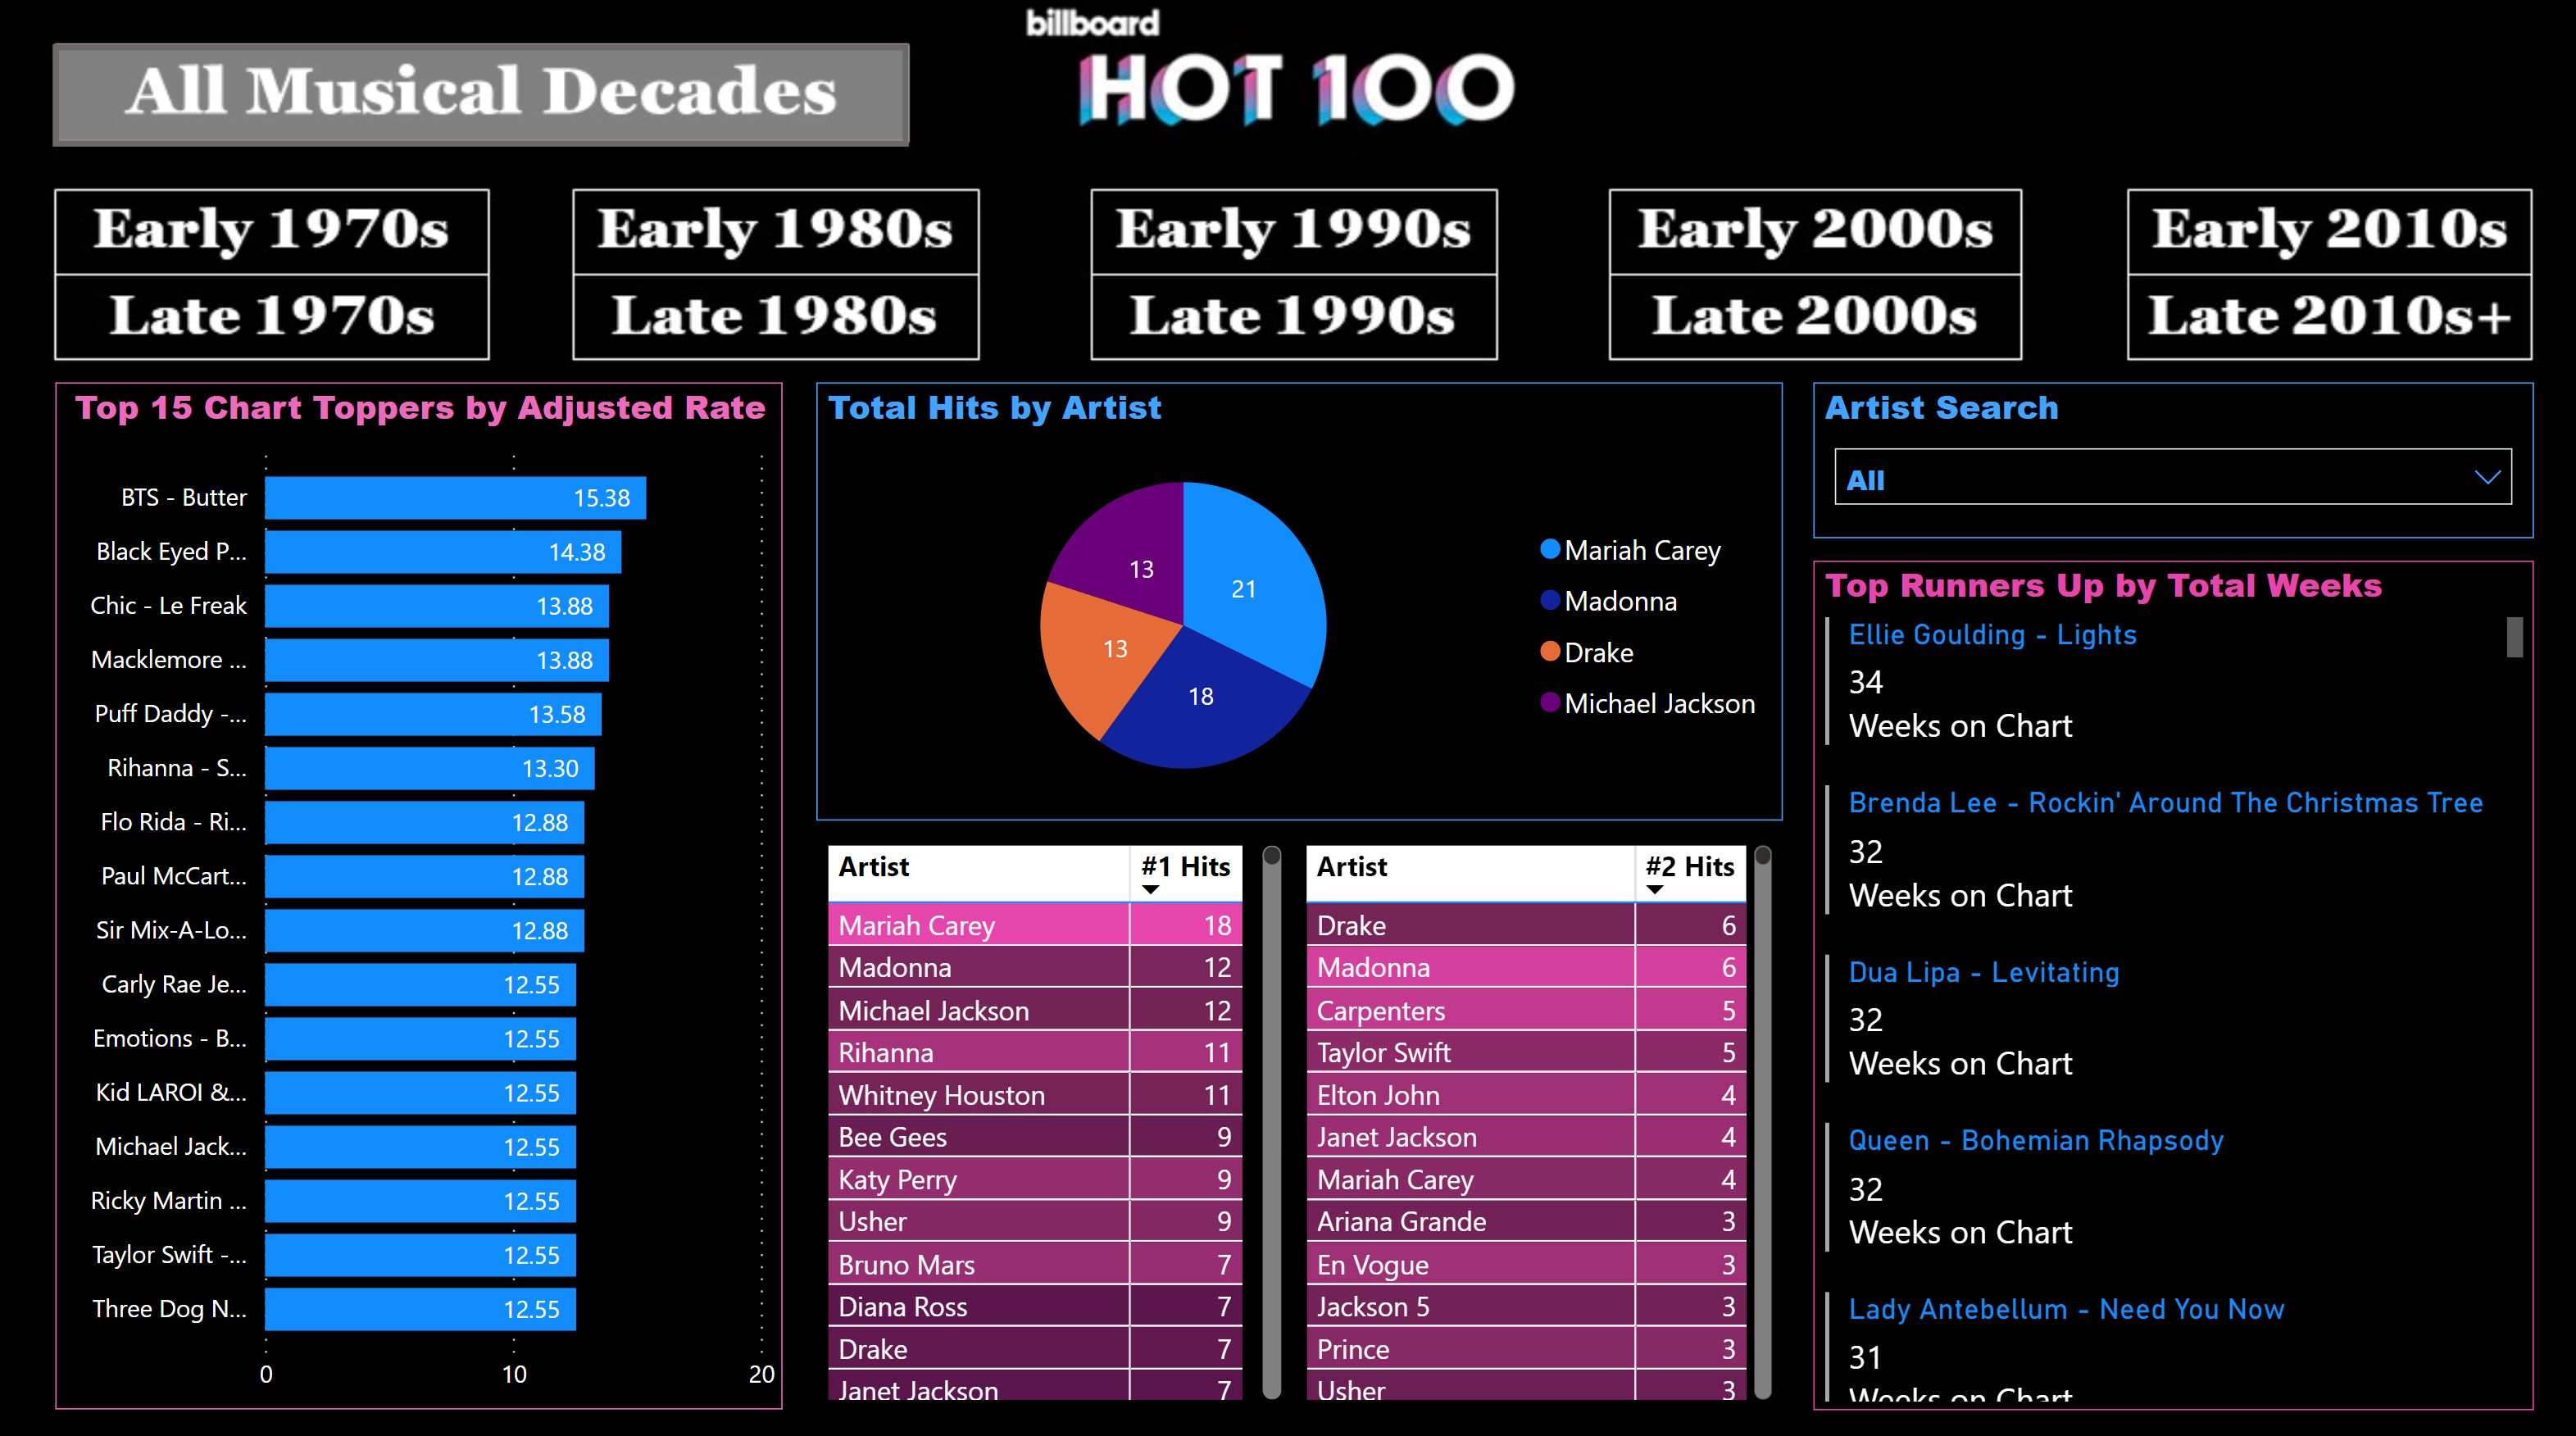 billboard
HOT 100
All Musical Decades
Early 1970s
Late 1970s
Early 1980s
Late 1980s
Early 1990s
Late 1990s
Early 2000s
Late 2000s
Early 2010s
Late 2010s+
Top 15 Chart Toppers by Adjusted Rate
BTS - Butter 15.38
Black Eyed P... 14.38
Chic - Le Freak 13.88
Macklemore ... 13.88
Puff Daddy -... 13.58
Rihanna - S... 13.30
Flo Rida - Ri... 12.88
Paul McCart... 12.88
Sir Mix-A-Lo... 12.88
Carly Rae Je... 12.55
Emotions - B... 12.55
Kid LAROI &... 12.55
Michael Jack... 12.55
Ricky Martin ... 12.55
Taylor Swift -... 12.55
Three Dog N... 12.55
0 10 20
Total Hits by Artist
21
18
13
13
Mariah Carey
Madonna
Drake
Michael Jackson
Artist #1 Hits
Mariah Carey 18
Madonna 12
Michael Jackson 12
Rihanna 11
Whitney Houston 11
Bee Gees 9
Katy Perry 9
Usher 9
Bruno Mars 7
Diana Ross 7
Drake 7
Janet Jackson 7
Artist #2 Hits
Drake 6
Madonna 6
Carpenters 5
Taylor Swift 5
Elton John 4
Janet Jackson 4
Mariah Carey 4
Ariana Grande 3
En Vogue 3
Jackson 5 3
Prince 3
Usher 3
Artist Search
All
Top Runners Up by Total Weeks
Ellie Goulding - Lights
34
Weeks on Chart
Brenda Lee - Rockin' Around The Christmas Tree
32
Weeks on Chart
Dua Lipa - Levitating
32
Weeks on Chart
Queen - Bohemian Rhapsody
32
Weeks on Chart
Lady Antebellum - Need You Now
31
Weeks on Chart